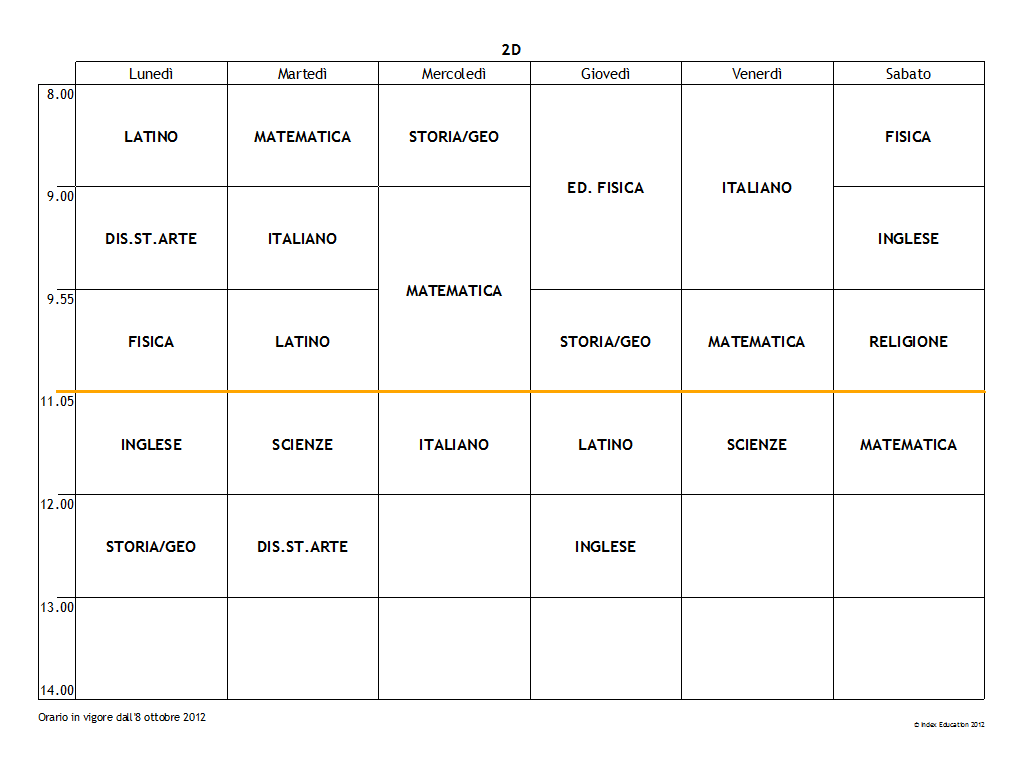 2D
Lunedì Martedì Mercoledì Giovedì Venerdì Sabato
8.00
LATINO MATEMATICA STORIA/GEO FISICA
ED. FISICA ITALIANO
9.00
DIS.ST.ARTE ITALIANO INGLESE
MATEMATICA
9.55
FISICA LATINO STORIA/GEO MATEMATICA RELIGIONE
11.05
INGLESE SCIENZE ITALIANO LATINO SCIENZE MATEMATICA
12.00
STORIA/GEO DIS.ST.ARTE INGLESE
13.00
14.00
Orario in vigore dall'8 ottobre 2012
© Index Education 2012